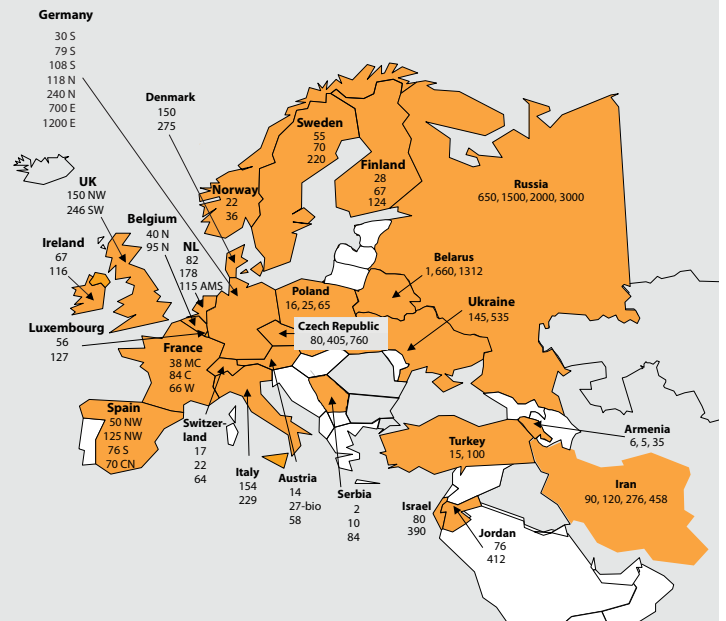 Germany
30 S
79 S
108 S
118 N
240 N
700 E
1200 E
Denmark
150
275
Sweden
55
70
220
Finland
28
67
124
Norway
22
36
Russia
650, 1500, 2000, 3000
UK
150 NW
246 SW
Belgium
40 N
95 N
NL
82
178
115 AMS
Ireland
67
116
Belarus
1,660, 1312
Poland
16, 25, 65
Ukraine
145, 535
Luxembourg
56
127
Czech Republic
80, 405, 760
France
38 MC
84 C
66 W
Spain
50 NW
125 NW
76 S
70 CN
Switzer-
land
17
22
64
Italy
154
229
Austria
14
27-bio
58
Serbia
2
10
84
Turkey
15, 100
Armenia
6, 5, 35
Iran
90, 120, 276, 458
Israel
80
390
Jordan
76
412